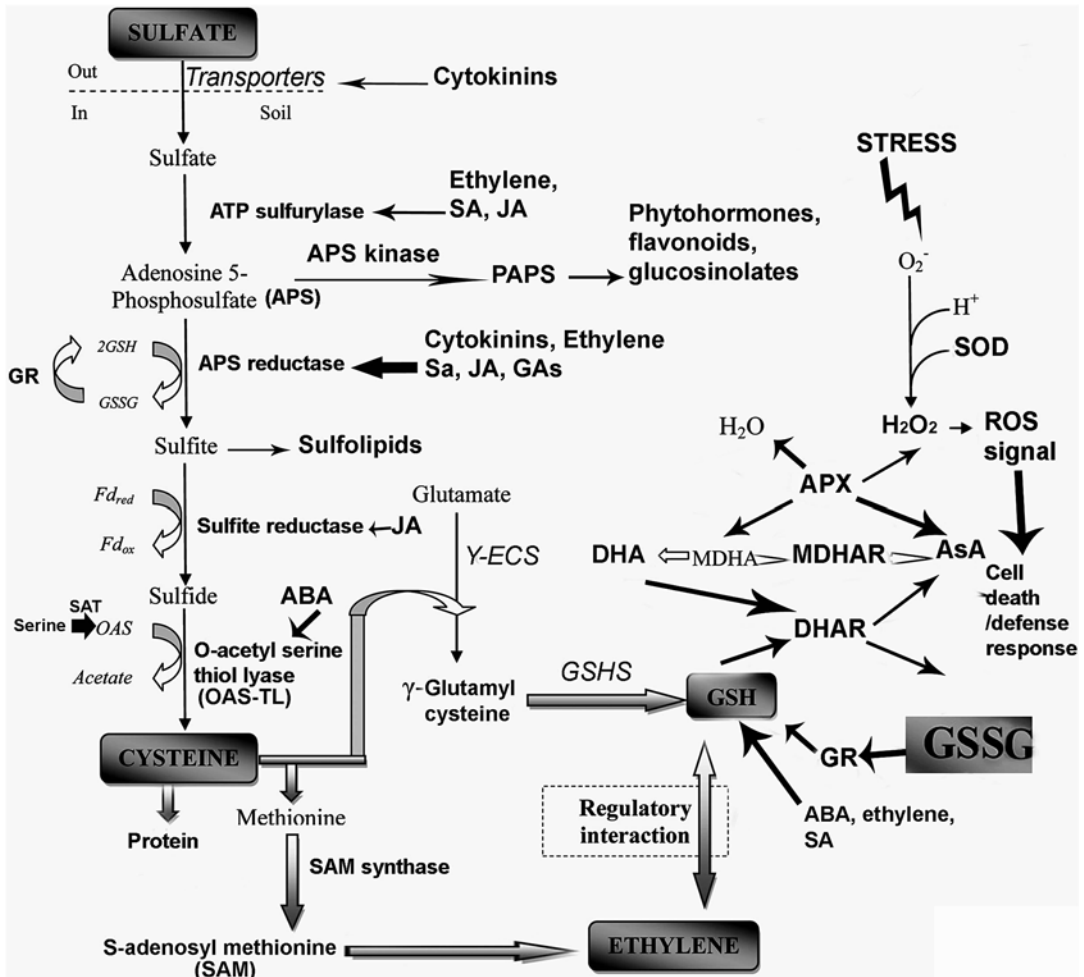 SULFATE
Out
Transporters
Cytokinins
In
Soil
Sulfate
STRESS
Ethylene,
SA, JA
ATP sulfurylase
Phytohormones,
flavonoids,
glucosinolates
O₂⁻
APS kinase
PAPS
Adenosine 5-
Phosphosulfate (APS)
H⁺
SOD
Cytokinins, Ethylene
Sa, JA, GAs
2GSH
APS reductase
GR
GSSG
H₂O
H₂O₂
ROS
signal
Sulfite
Sulfolipids
APX
Glutamate
Fdred
Sulfite reductase
JA
Fdox
Y-ECS
DHA
MDHA
MDHAR
AsA
Cell
death
/defense
response
Sulfide
SAT
Serine
OAS
ABA
O-acetyl serine
thiol lyase
(OAS-TL)
Acetate
DHAR
γ-Glutamyl
cysteine
GSHS
GSH
GSSG
GR
CYSTEINE
Methionine
Protein
Regulatory
interaction
ABA, ethylene,
SA
SAM synthase
S-adenosyl methionine
(SAM)
ETHYLENE